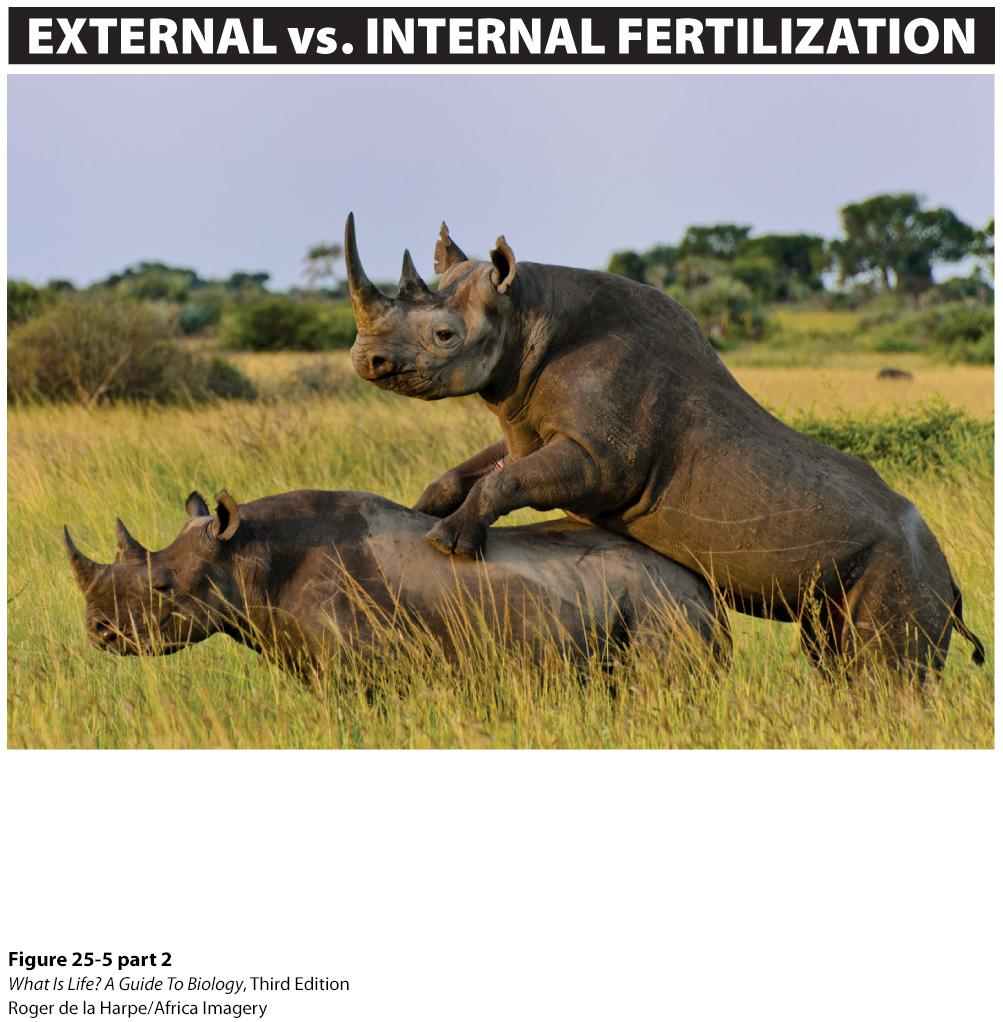 EXTERNAL vs. INTERNAL FERTILIZATION
Figure 25-5 part 2
What Is Life? A Guide To Biology, Third Edition
Roger de la Harpe/Africa Imagery